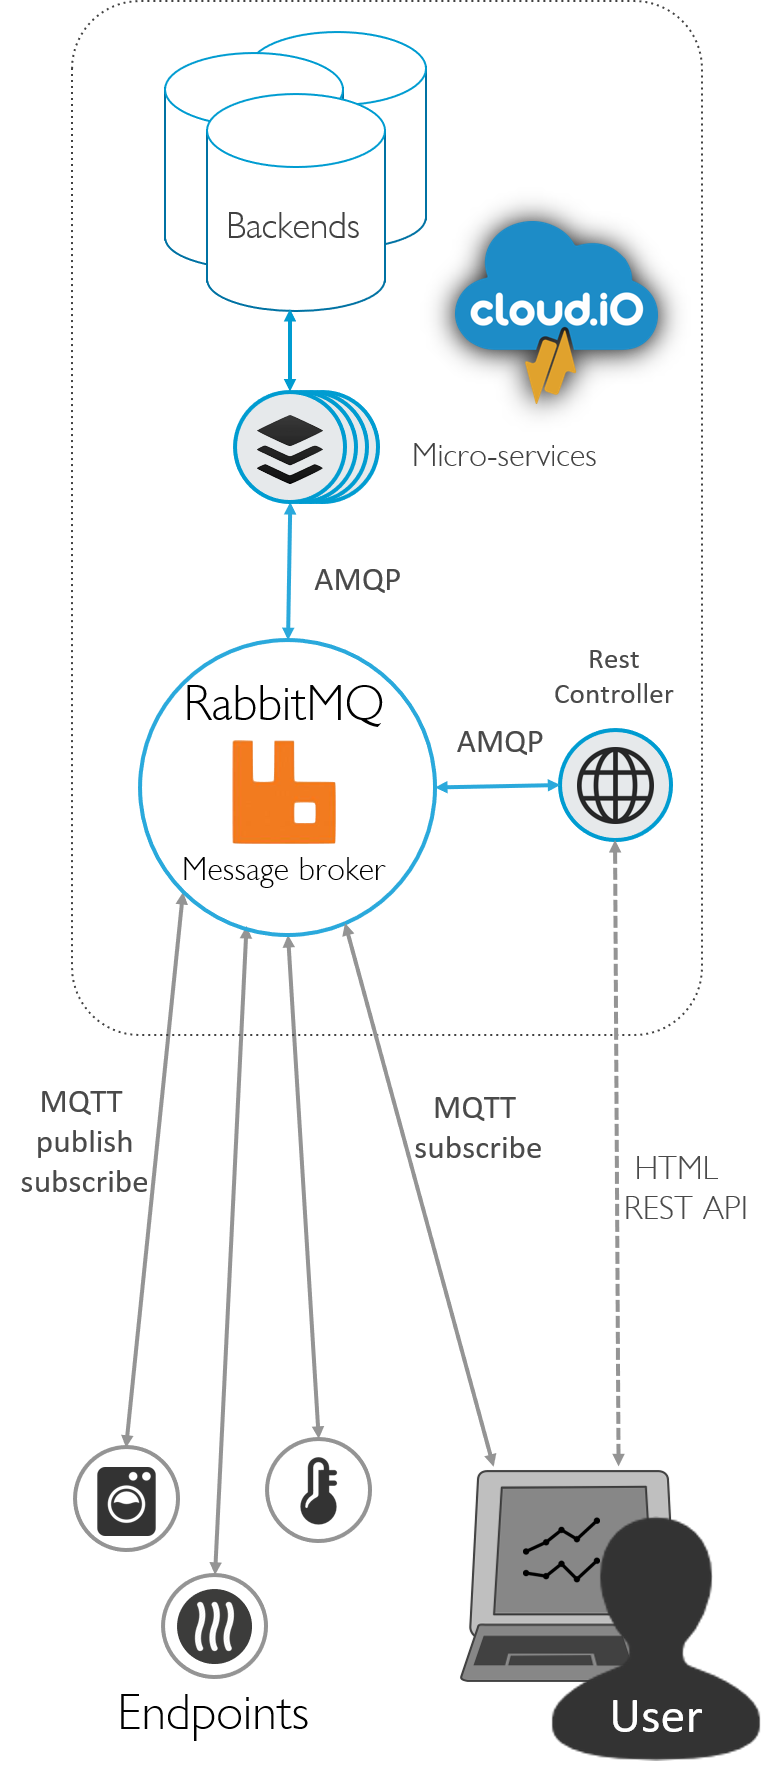 Backends
cloud.iO
Micro-services
AMQP
Rest
Controller
RabbitMQ
AMQP
Message broker
MQTT
publish
subscribe
MQTT
subscribe
HTML
REST API
Endpoints
User